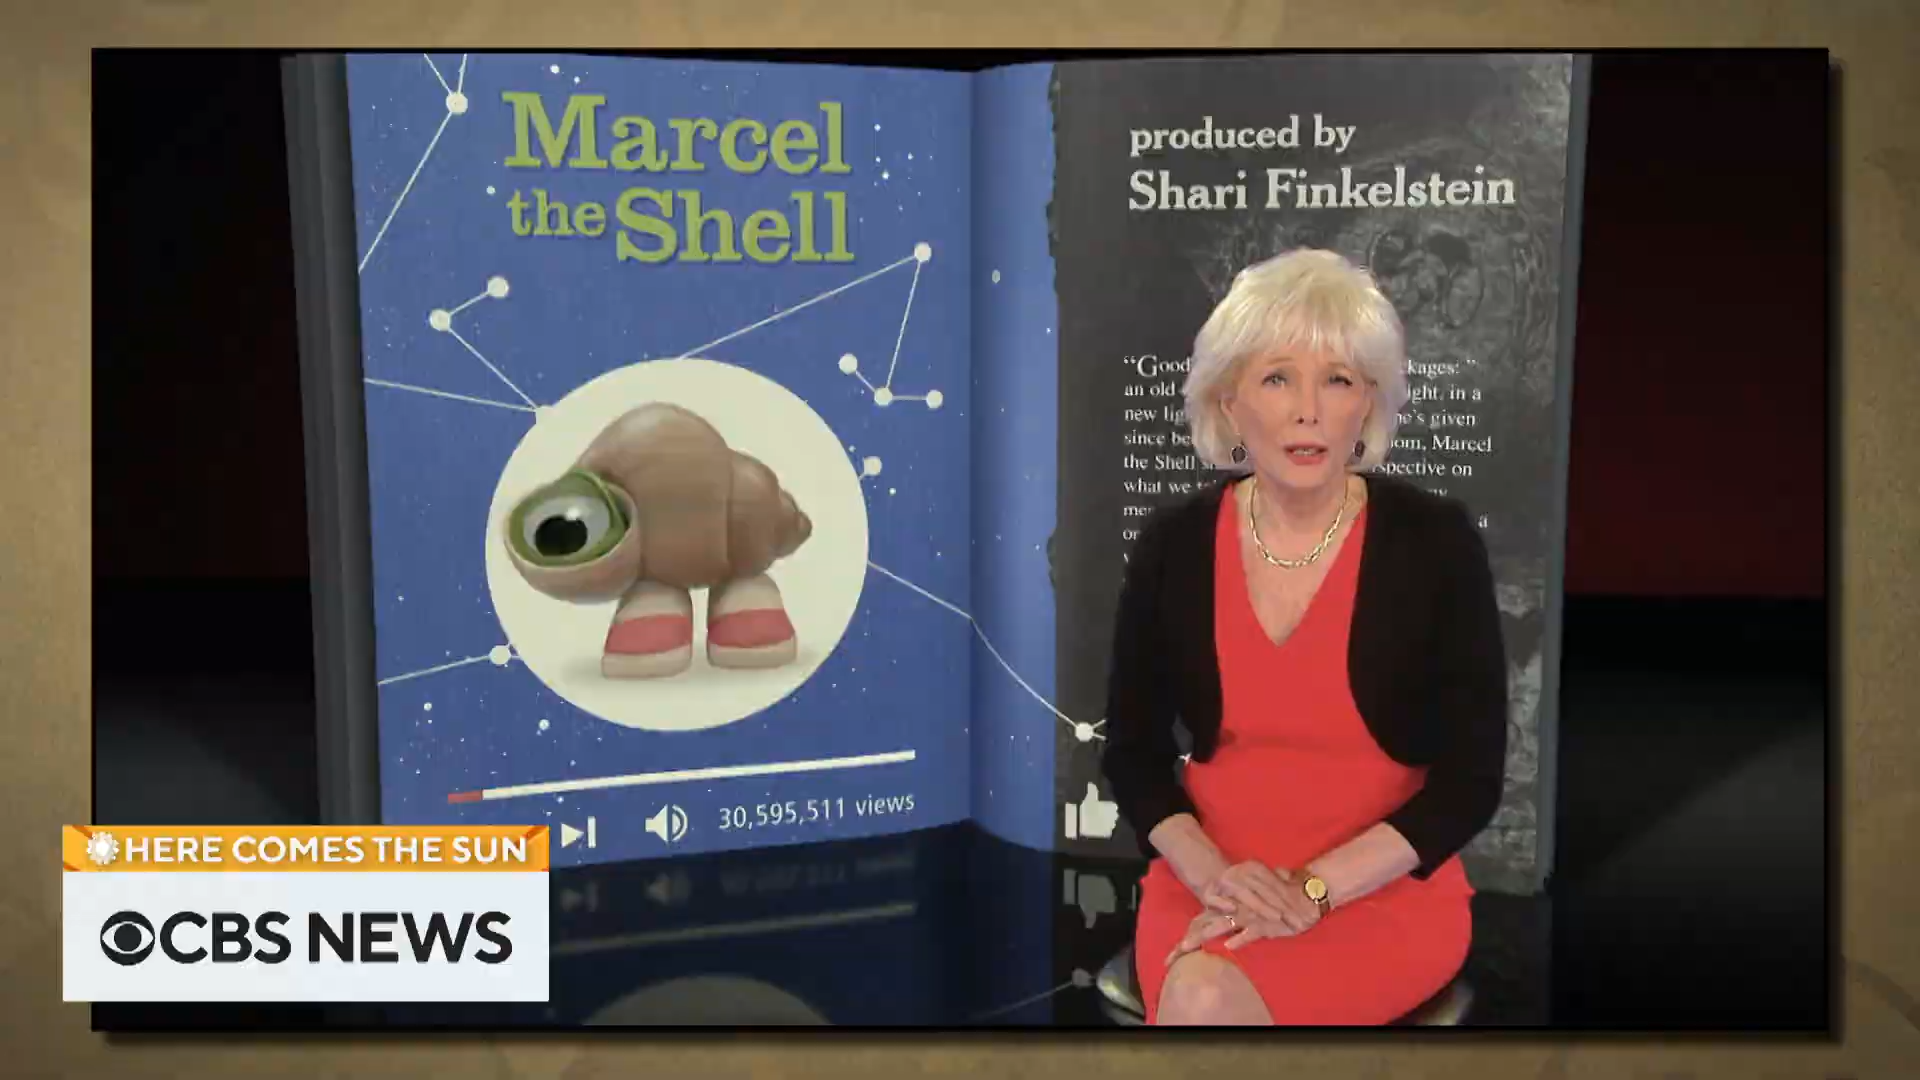 Marcel
the Shell
30,595,511 views
produced by
Shari Finkelstein
“Good kages: ”
an old ight, in a
new lig e's given
since be om, Marcel
the Shell spective on
what we
a
HERE COMES THE SUN
CBS NEWS